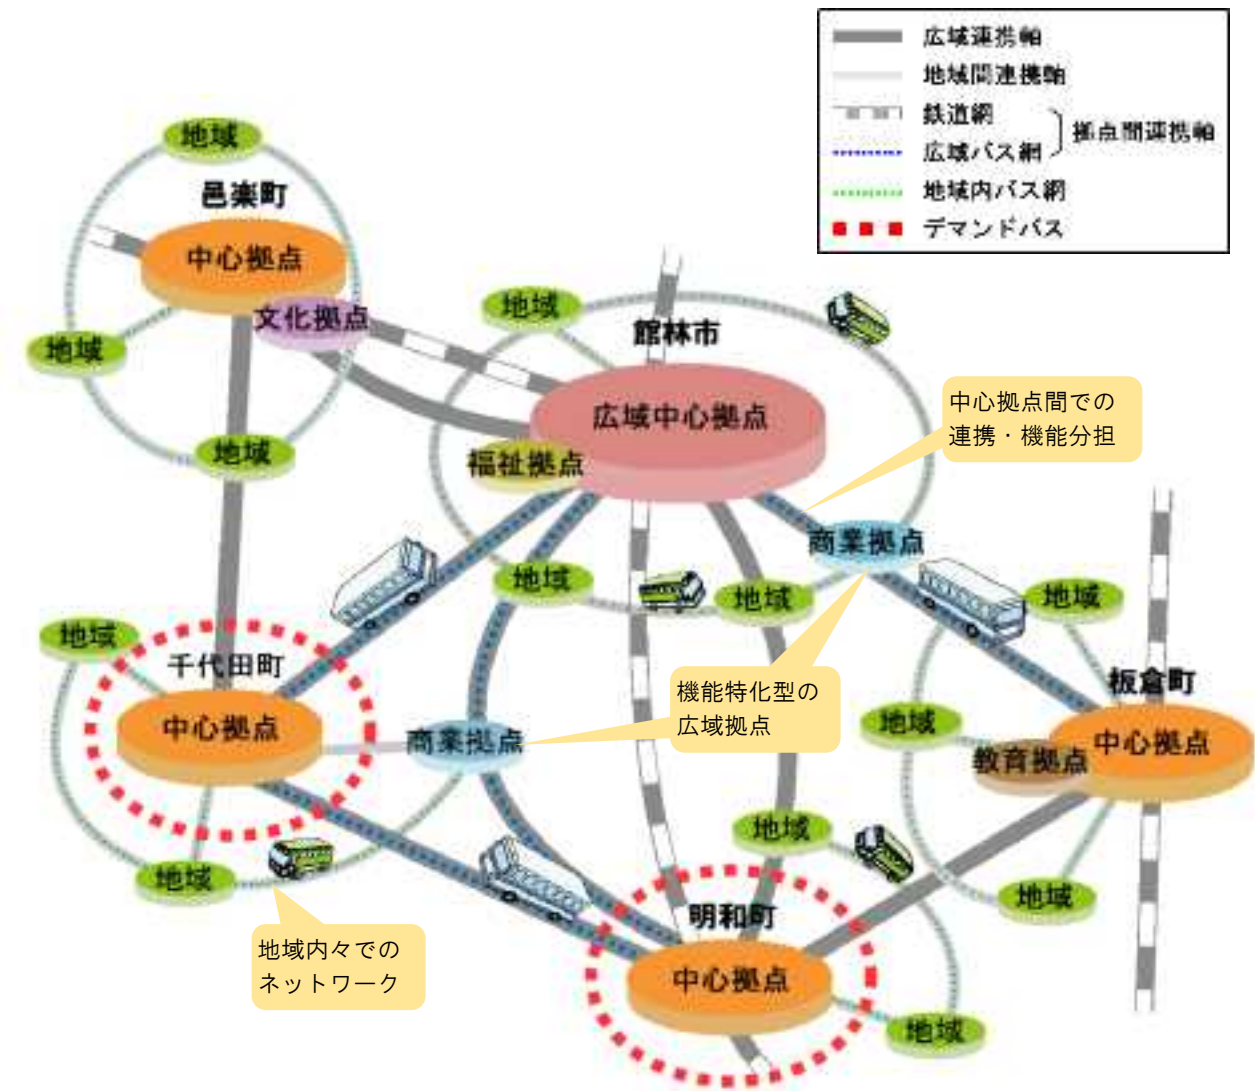 広域連携軸
地域間連携軸
鉄道網
広域バス網
拠点間連携軸
地域内バス網
デマンドバス
地域
邑楽町
中心拠点
文化拠点
地域
地域
地域
館林市
広域中心拠点
福祉拠点
中心拠点間での
連携・機能分担
商業拠点
地域
地域
地域
地域
千代田町
中心拠点
商業拠点
機能特化型の
広域拠点
板倉町
地域
中心拠点
教育拠点
地域
地域
地域
地域内々での
ネットワーク
明和町
中心拠点
地域